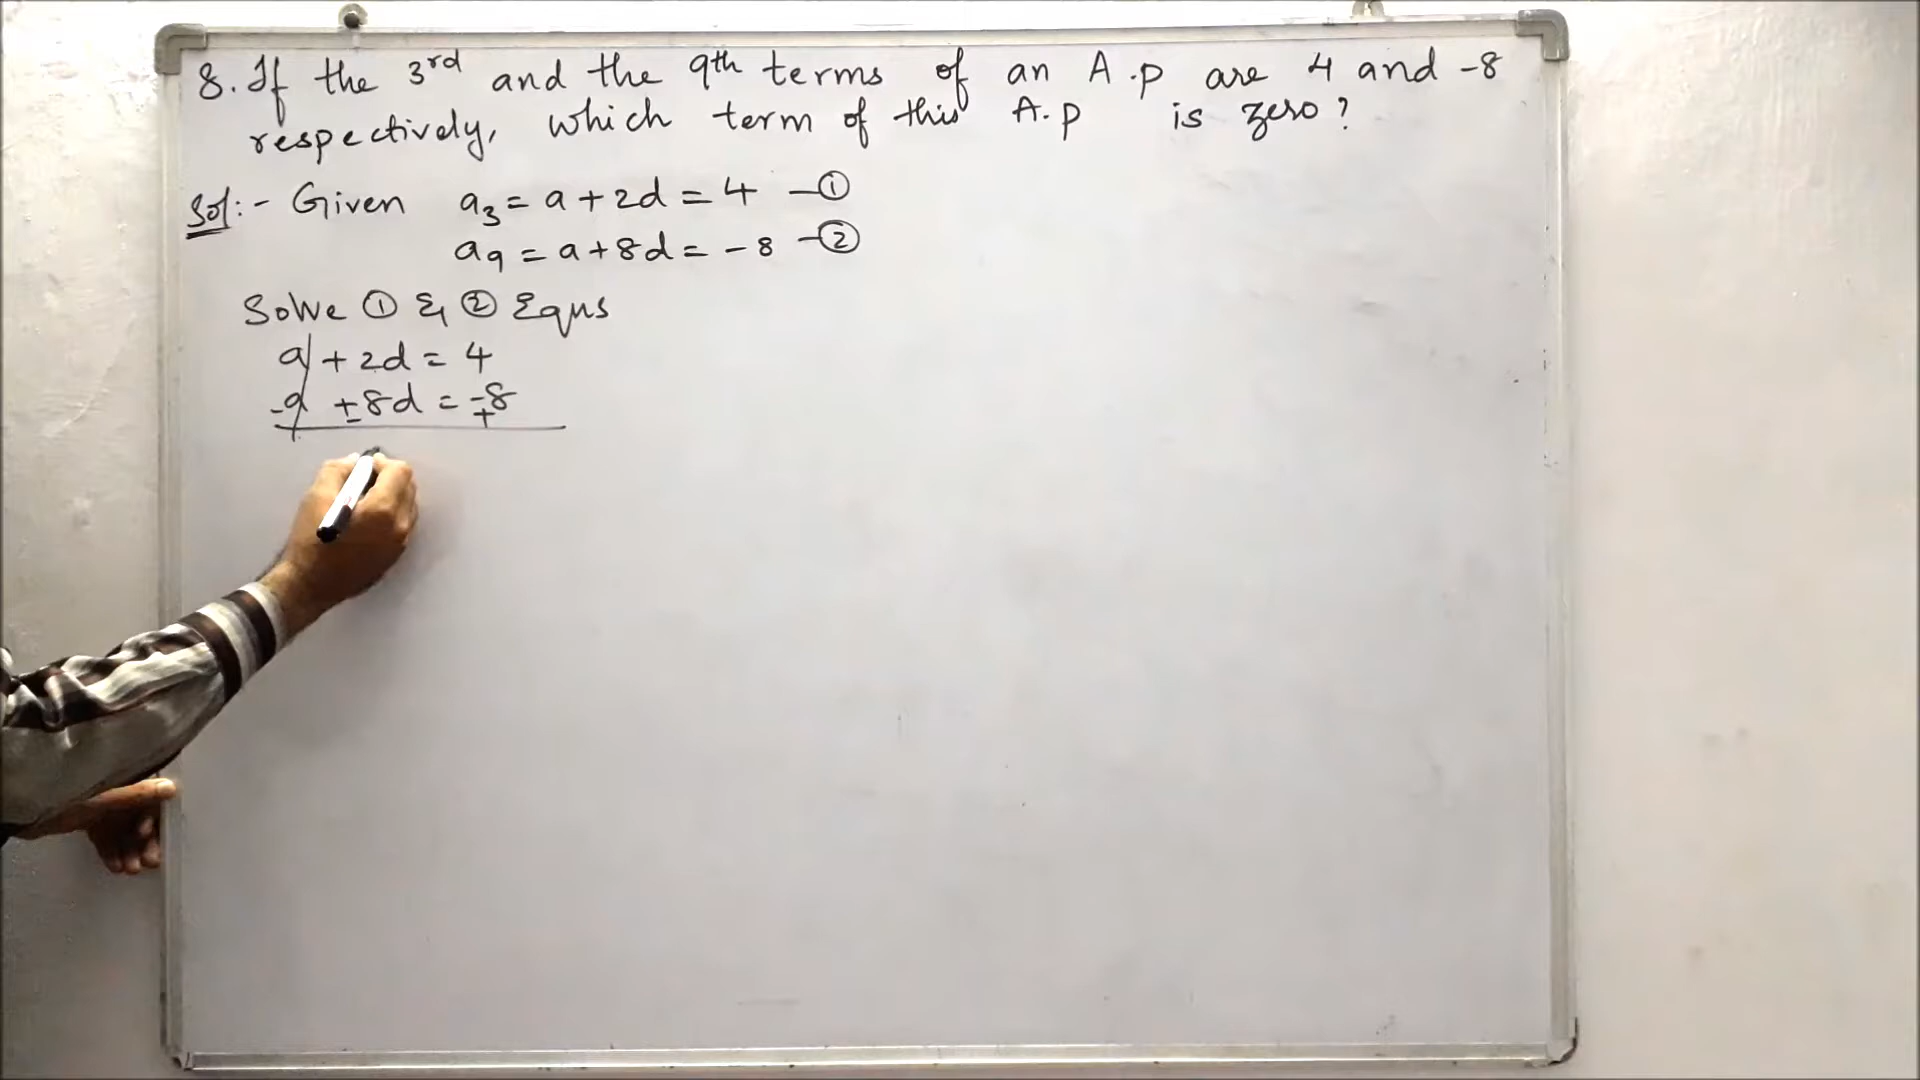 8. If the 3rd and the 9th terms of an A.p are 4 and -8
respectively, which term of this A.p is zero?
Sol:- Given a₃ = a + 2d = 4 —①
a₉ = a + 8d = - 8 —②
Solve ① & ② Equs
a + 2d = 4
-a ± 8d = -8
- +